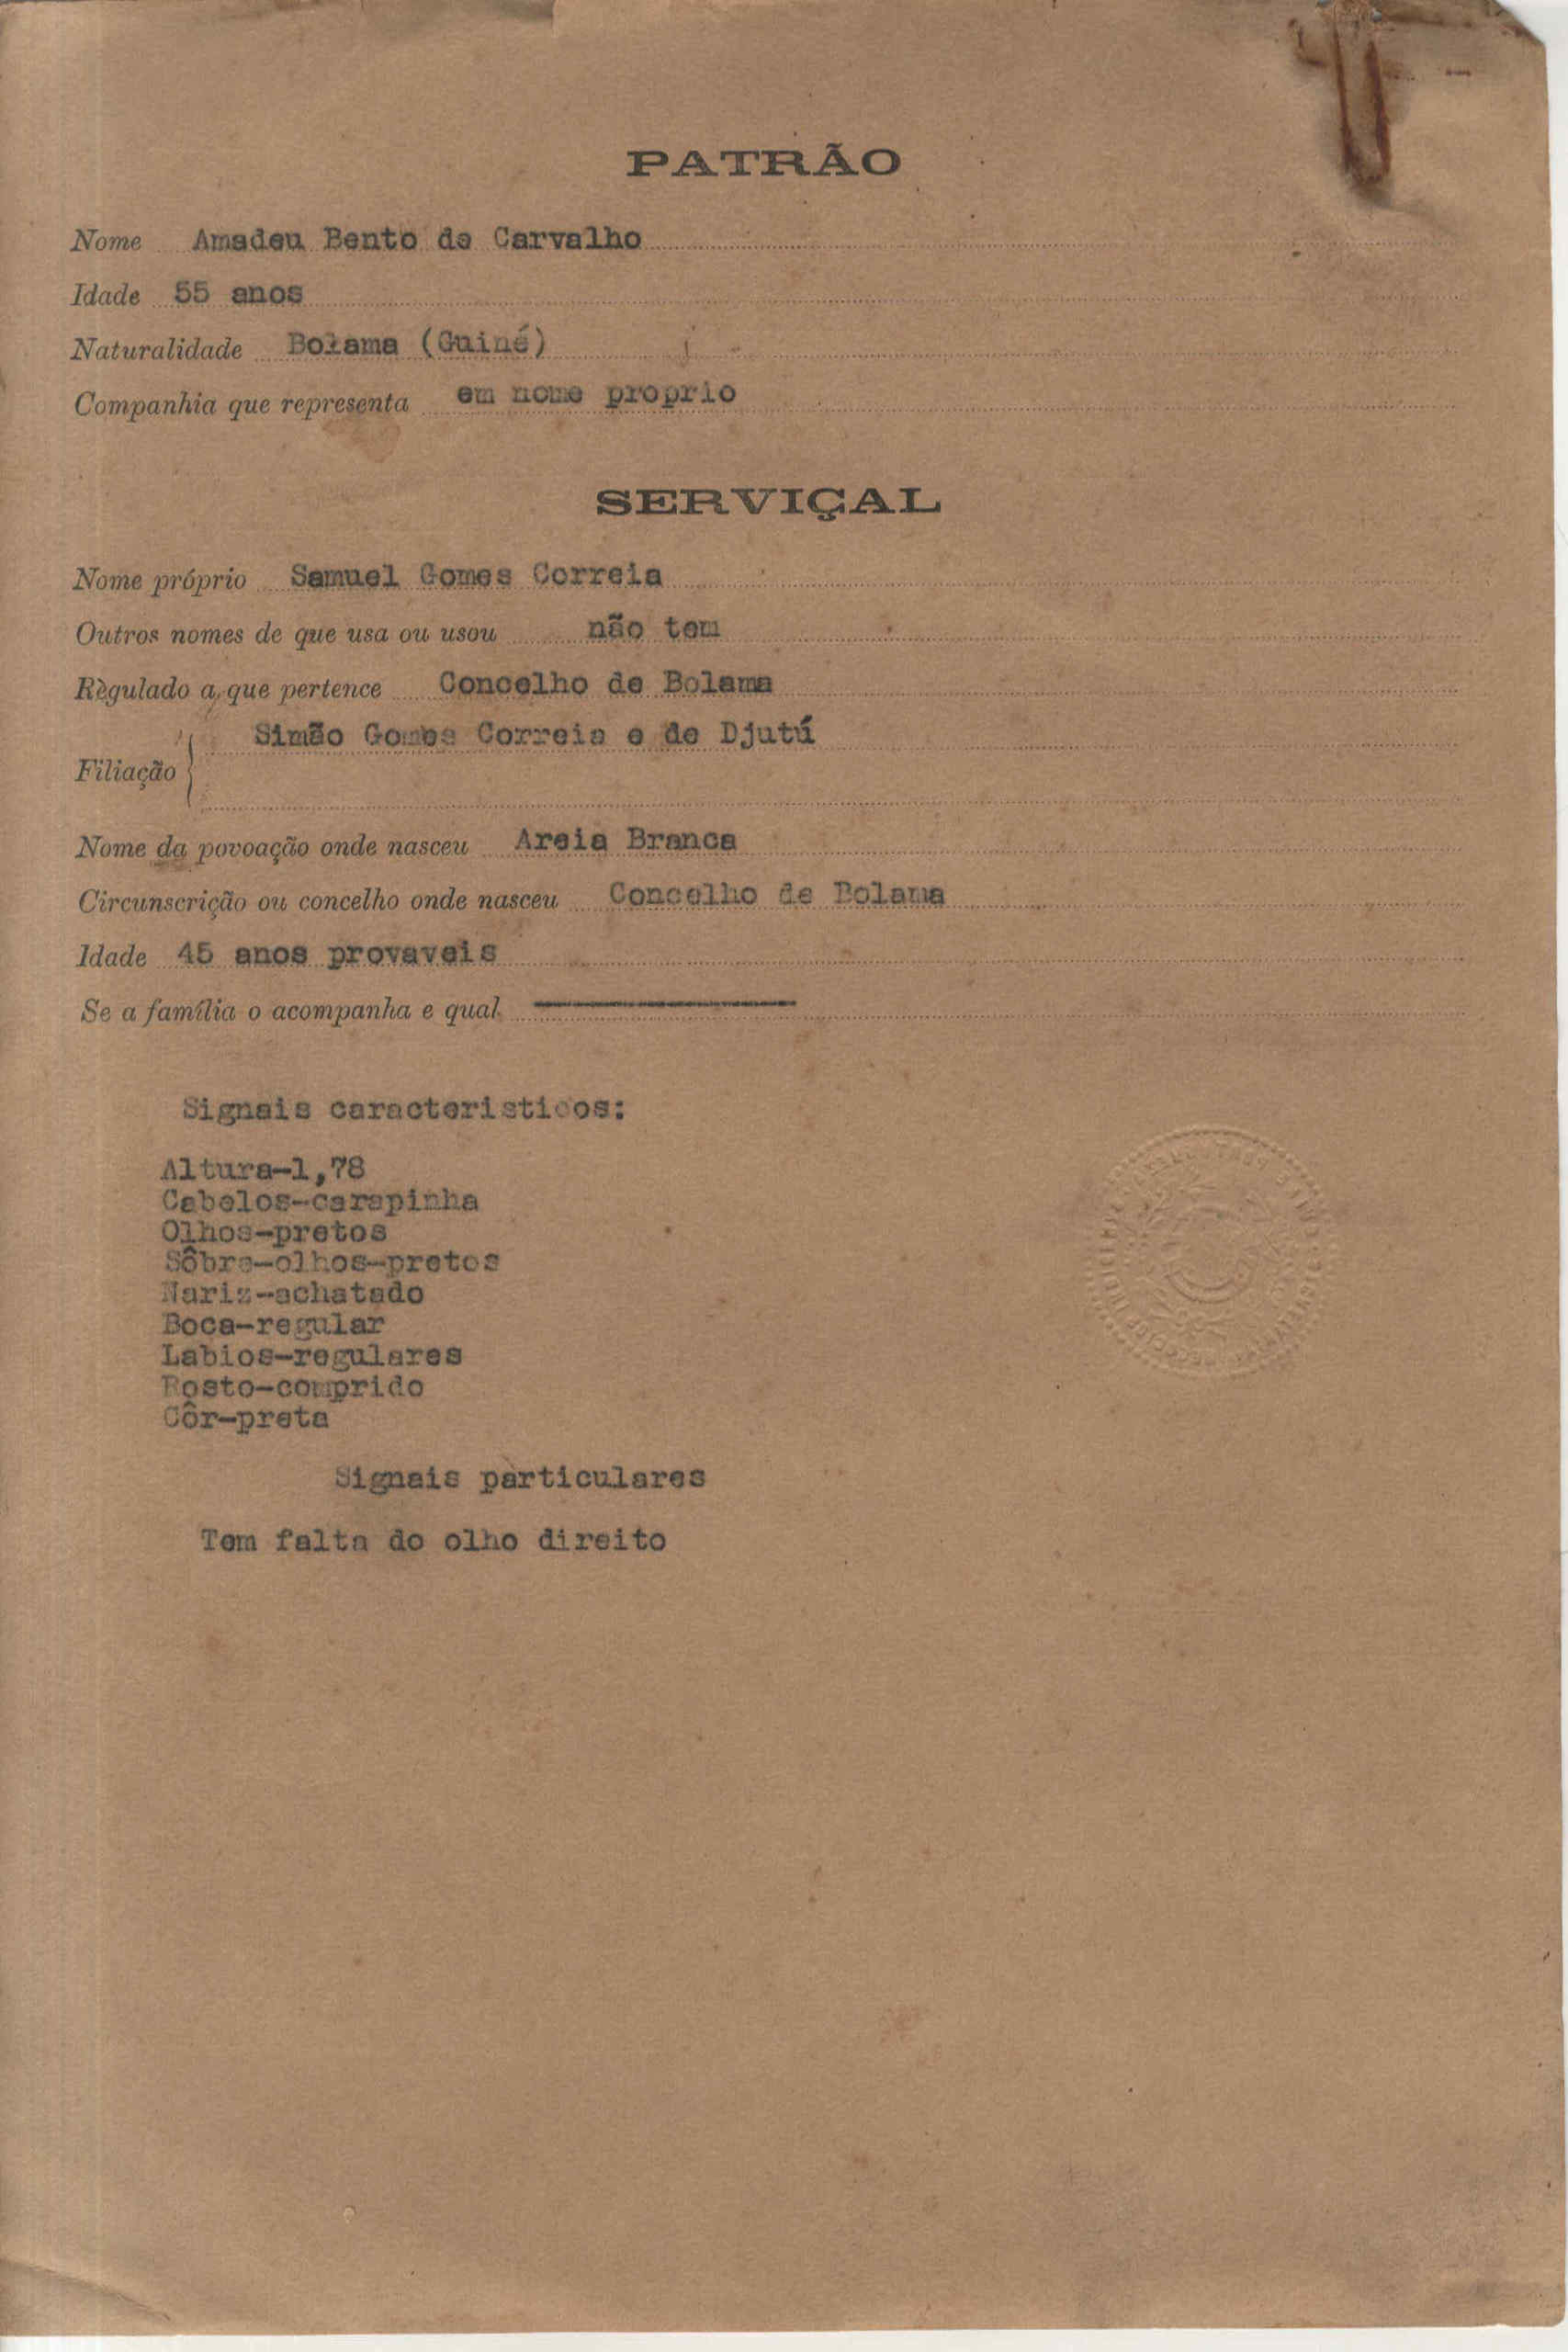 PATRÃO
Nome Amadeu Bento de Carvalho
Idade 55 anos
Naturalidade Bolama (Guiné)
Companhia que representa em nome proprio
SERVIÇAL
Nome próprio Samuel Gomes Correia
Outros nomes de que usa ou usou não tem
Règulado a que pertence Concelho de Bolama
Simão Gomes Correia e de Djutú
Filiação
Nome da povoação onde nasceu Areia Branca
Circunscrição ou concelho onde nasceu Concelho de Bolama
Idade 45 anos provaveis
Se a família o acompanha e qual
Signais caracteristicos:
Altura-1,78
Cabelos-carapinha
Olhos-pretos
Sôbre-olhos-pretos
Nariz-achatado
Boca-regular
Labios-regulares
Rosto-comprido
Côr-preta
Signais particulares
Tem falta do olho direito